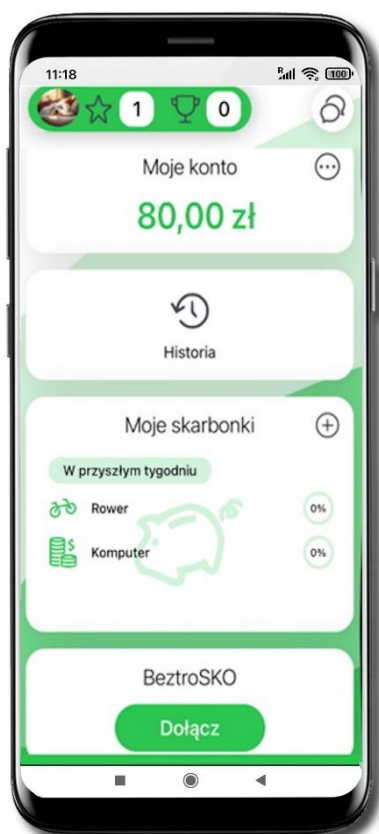 11:18
R
100
1
0
Moje konto
80,00 zł
Historia
Moje skarbonki
W przyszłym tygodniu
Rower
0%
$
Komputer
0%
BeztroSKO
Dołącz